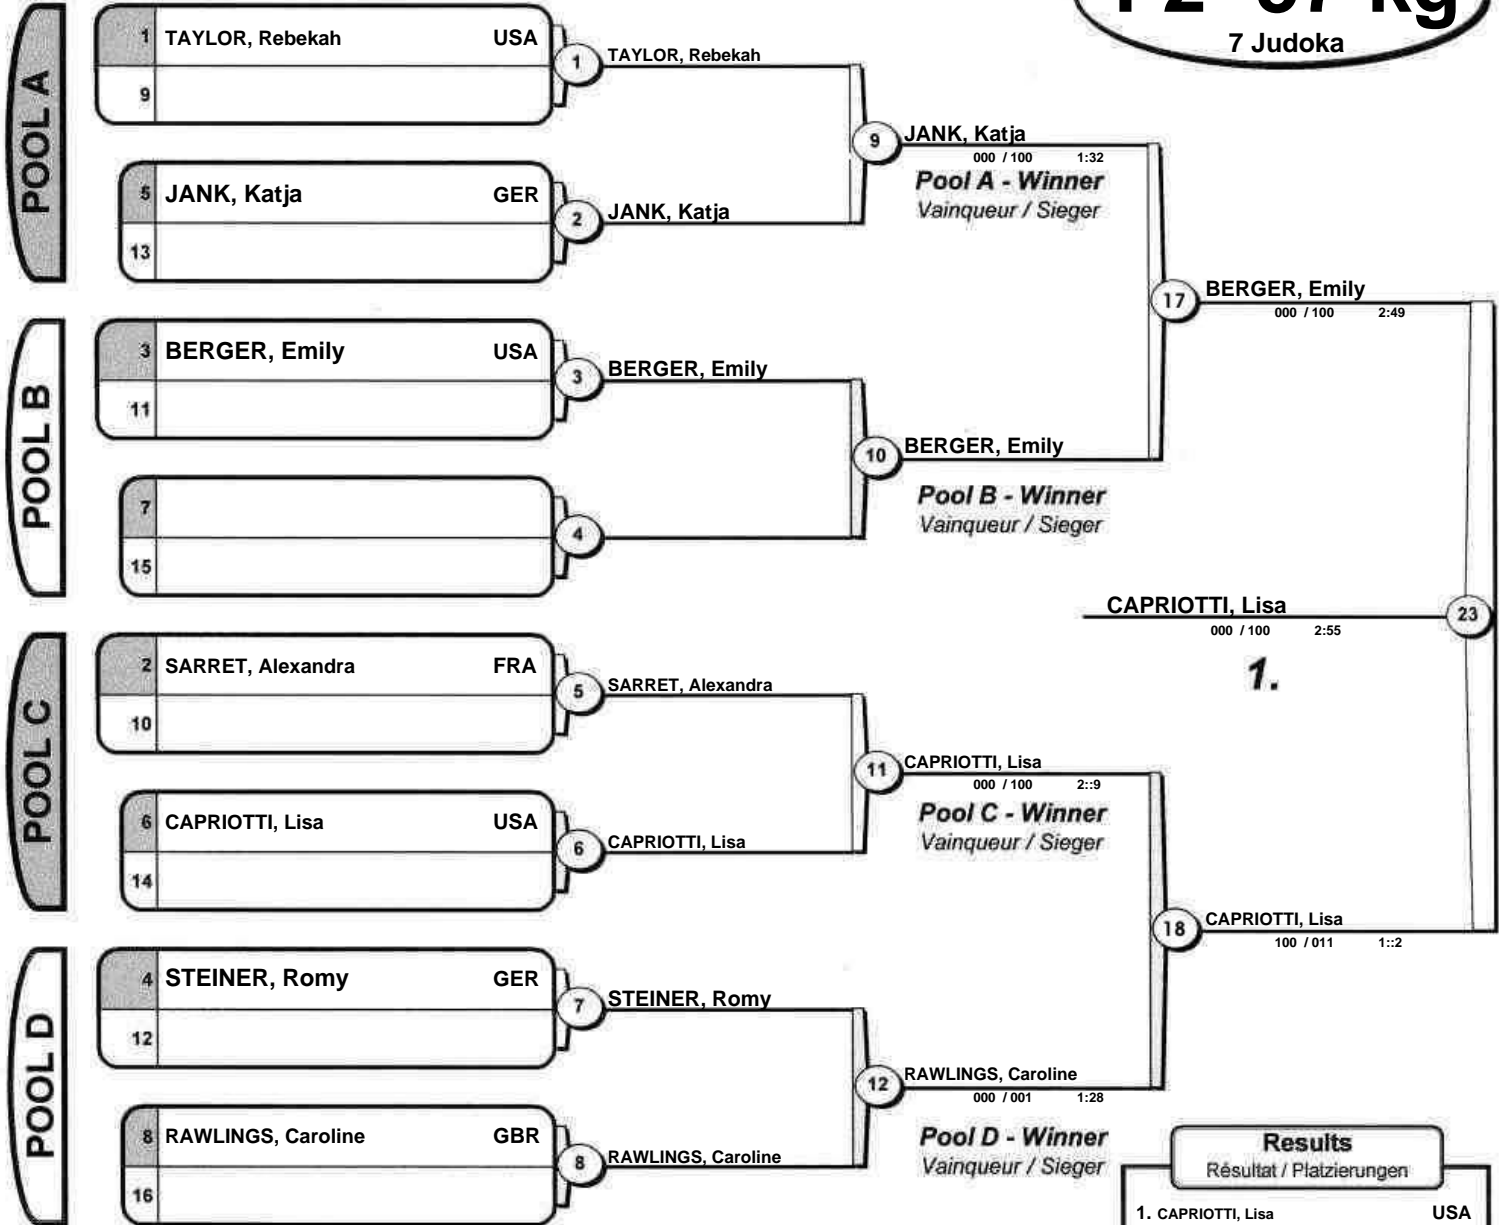 F2 -57 kg
7 Judoka
POOL A
1 TAYLOR, Rebekah USA
9
1 TAYLOR, Rebekah
5 JANK, Katja GER
13
2 JANK, Katja
9 JANK, Katja
000 / 100 1:32
Pool A - Winner
Vainqueur / Sieger
POOL B
3 BERGER, Emily USA
11
3 BERGER, Emily
7
15
4
10 BERGER, Emily
Pool B - Winner
Vainqueur / Sieger
17 BERGER, Emily
000 / 100 2:49
CAPRIOTTI, Lisa 23
000 / 100 2:55
1.
POOL C
2 SARRET, Alexandra FRA
10
5 SARRET, Alexandra
6 CAPRIOTTI, Lisa USA
14
6 CAPRIOTTI, Lisa
11 CAPRIOTTI, Lisa
000 / 100 2::9
Pool C - Winner
Vainqueur / Sieger
POOL D
4 STEINER, Romy GER
12
7 STEINER, Romy
8 RAWLINGS, Caroline GBR
16
8 RAWLINGS, Caroline
12 RAWLINGS, Caroline
000 / 001 1:28
Pool D - Winner
Vainqueur / Sieger
18 CAPRIOTTI, Lisa
100 / 011 1::2
Results
Résultat / Platzierungen
1. CAPRIOTTI, Lisa USA